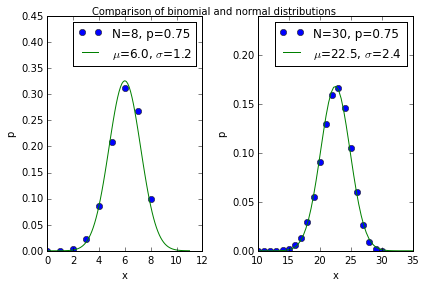 Comparison of binomial and normal distributions
N=8, p=0.75
μ=6.0, σ=1.2
0.45
0.40
0.35
0.30
0.25
0.20
0.15
0.10
0.05
0.00
p
0 2 4 6 8 10 12
x
N=30, p=0.75
μ=22.5, σ=2.4
0.20
0.15
0.10
0.05
0.00
p
10 15 20 25 30 35
x